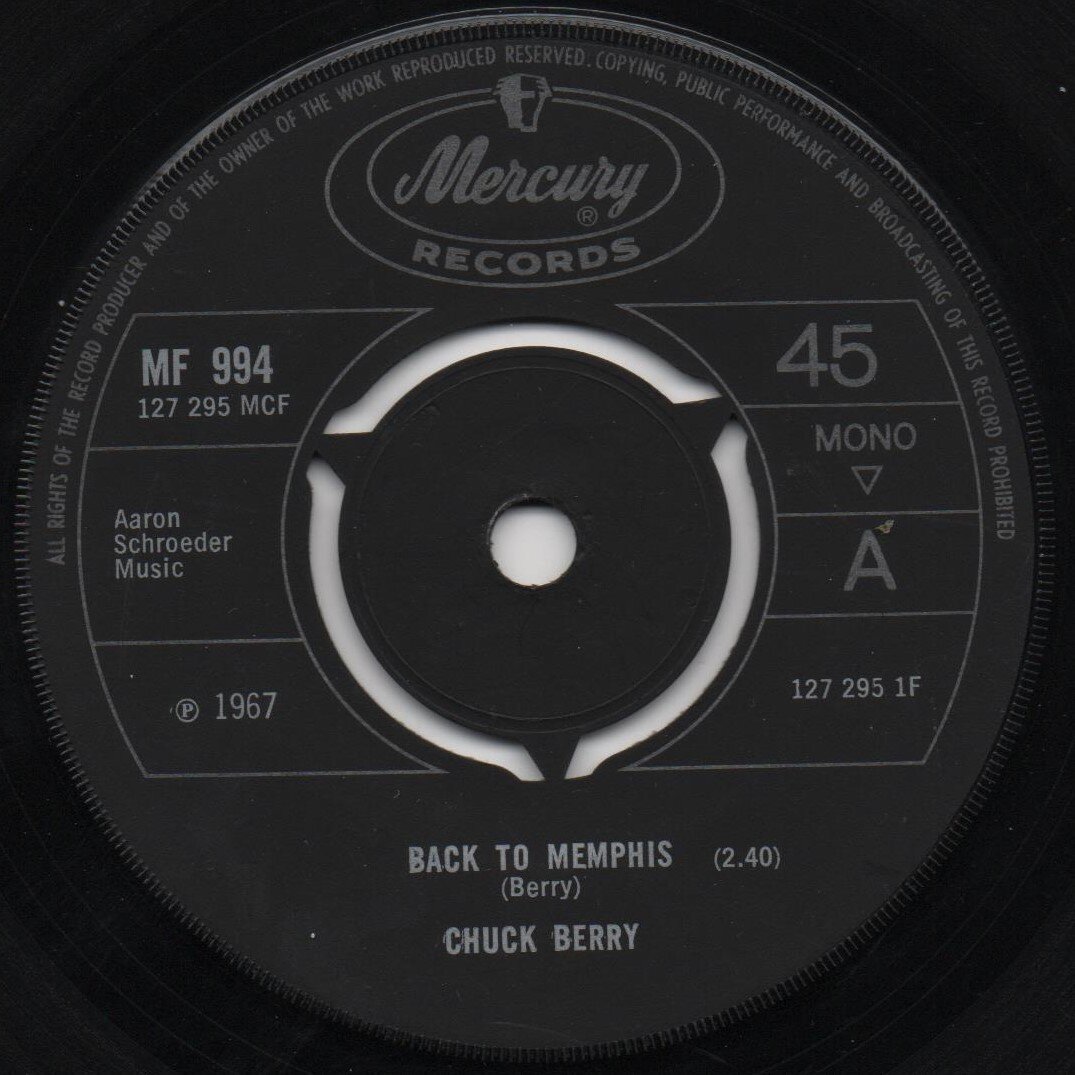 ALL RIGHTS OF THE RECORD PRODUCER AND OF THE OWNER OF THE WORK REPRODUCED RESERVED. COPYING, PUBLIC PERFORMANCE AND BROADCASTING OF THIS RECORD PROHIBITED
Mercury ®
RECORDS
MF 994
127 295 MCF
45
MONO
Aaron
Schroeder
Music
A
℗ 1967
127 295 1F
BACK TO MEMPHIS (2.40)
(Berry)
CHUCK BERRY